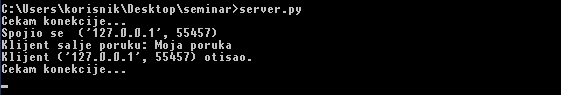 C:\Users\korisnik\Desktop\seminar>server.py
Cekam konekcije...
Spojio se  ('127.0.0.1', 55457)
Klijent salje poruku: Moja poruka
Klijent ('127.0.0.1', 55457) otisao.
Cekam konekcije...